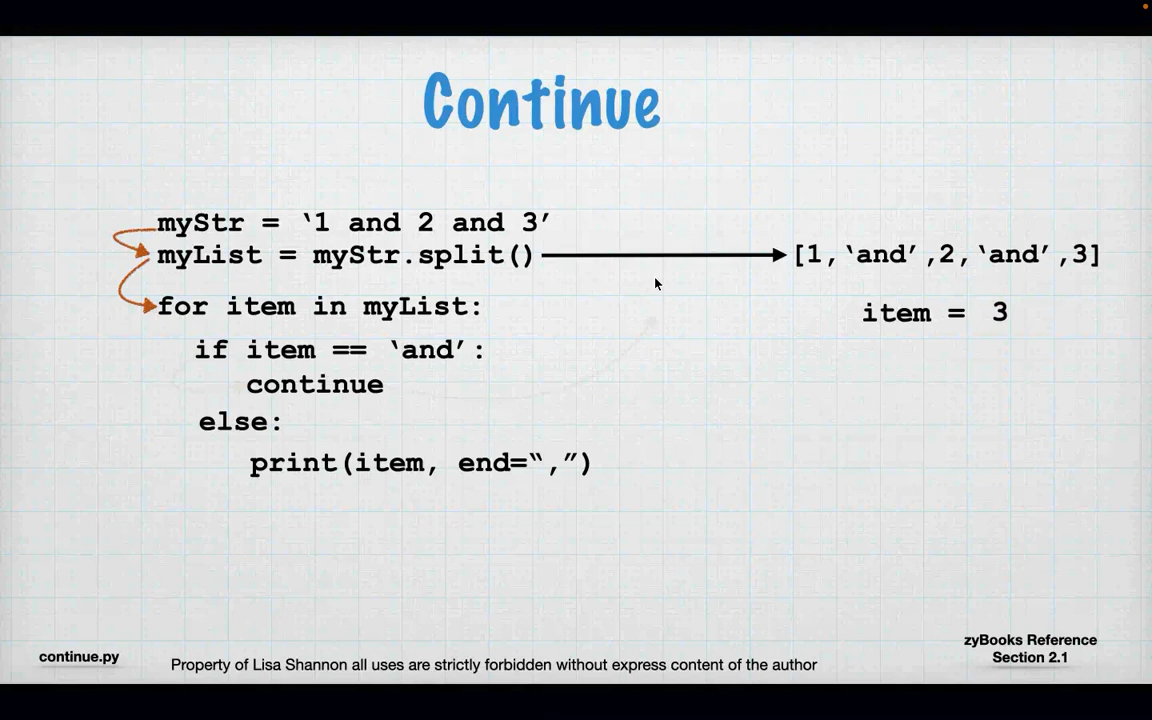 Continue
myStr = ‘1 and 2 and 3’
myList = myStr.split()
[1,‘and’,2,‘and’,3]
for item in myList:
item = 3
if item == ‘and’:
continue
else:
print(item, end=“,”)
continue.py
Property of Lisa Shannon all uses are strictly forbidden without express content of the author
zyBooks Reference
Section 2.1